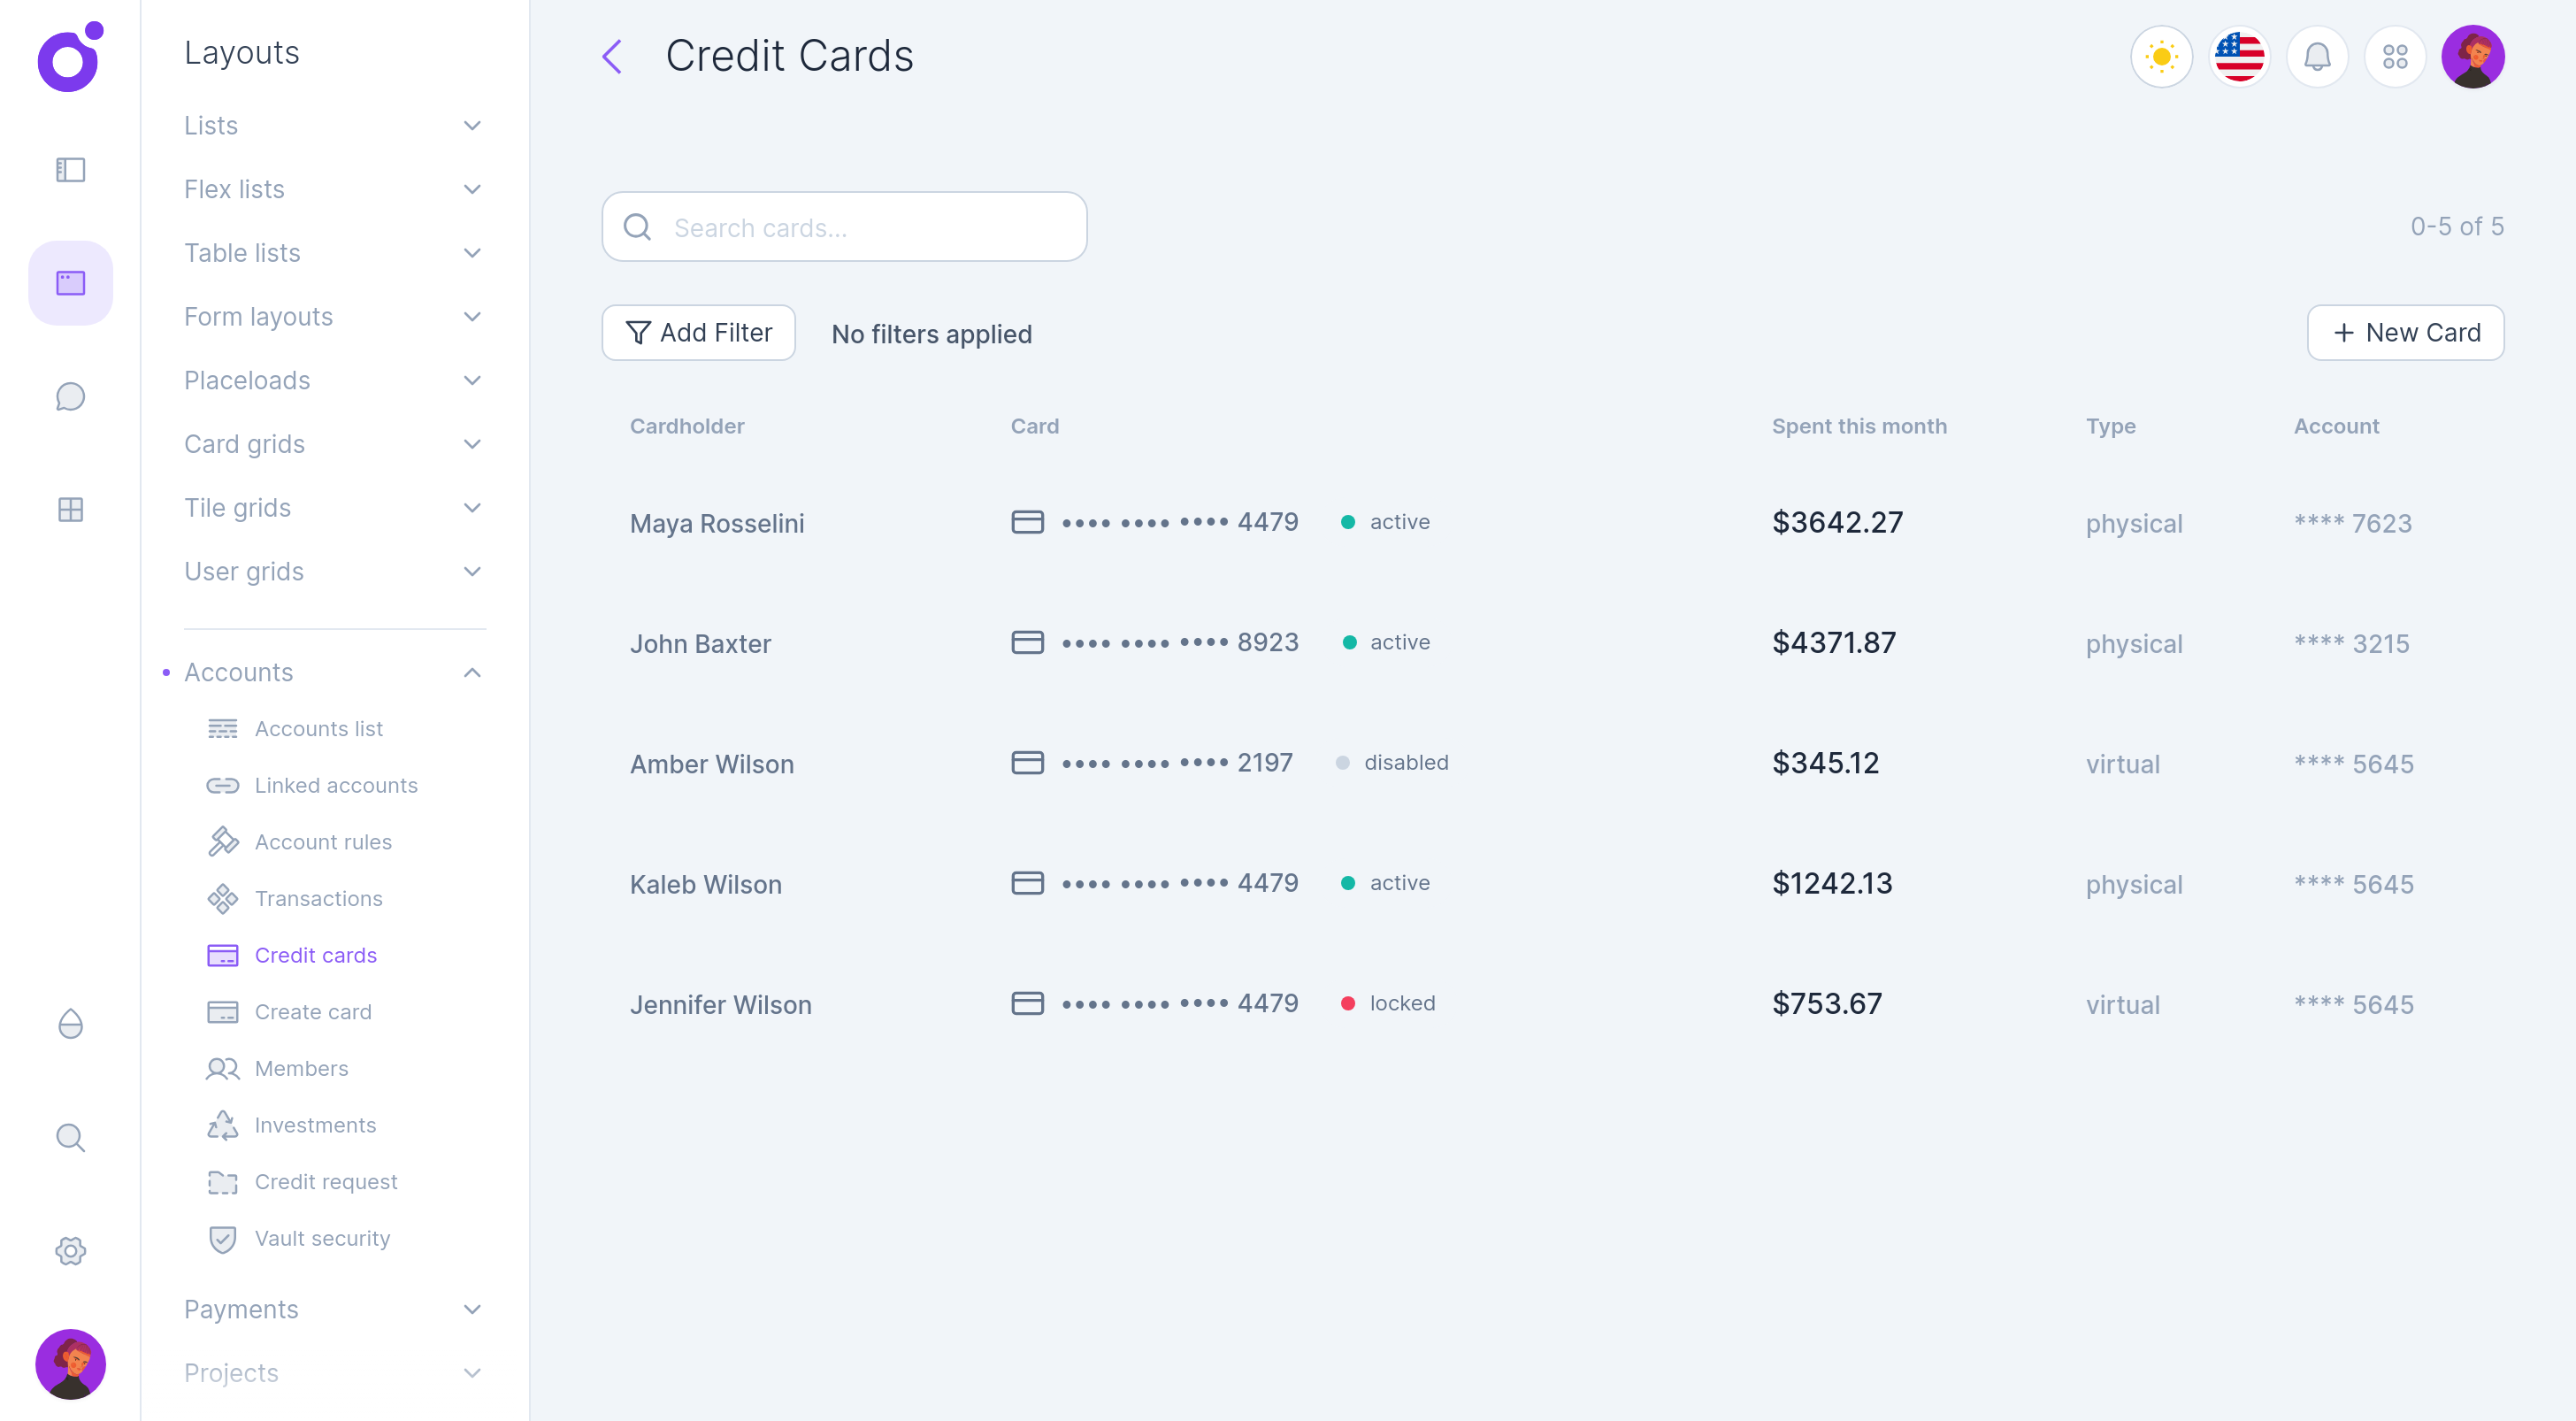 Layouts
Lists
Flex lists
Table lists
Form layouts
Placeloads
Card grids
Tile grids
User grids
Accounts
Accounts list
Linked accounts
Account rules
Transactions
Credit cards
Create card
Members
Investments
Credit request
Vault security
Payments
Projects
Credit Cards
Search cards...
0-5 of 5
Add Filter
No filters applied
New Card
Cardholder Card Spent this month Type Account
Maya Rosselini •••• •••• •••• 4479 active $3642.27 physical **** 7623
John Baxter •••• •••• •••• 8923 active $4371.87 physical **** 3215
Amber Wilson •••• •••• •••• 2197 disabled $345.12 virtual **** 5645
Kaleb Wilson •••• •••• •••• 4479 active $1242.13 physical **** 5645
Jennifer Wilson •••• •••• •••• 4479 locked $753.67 virtual **** 5645